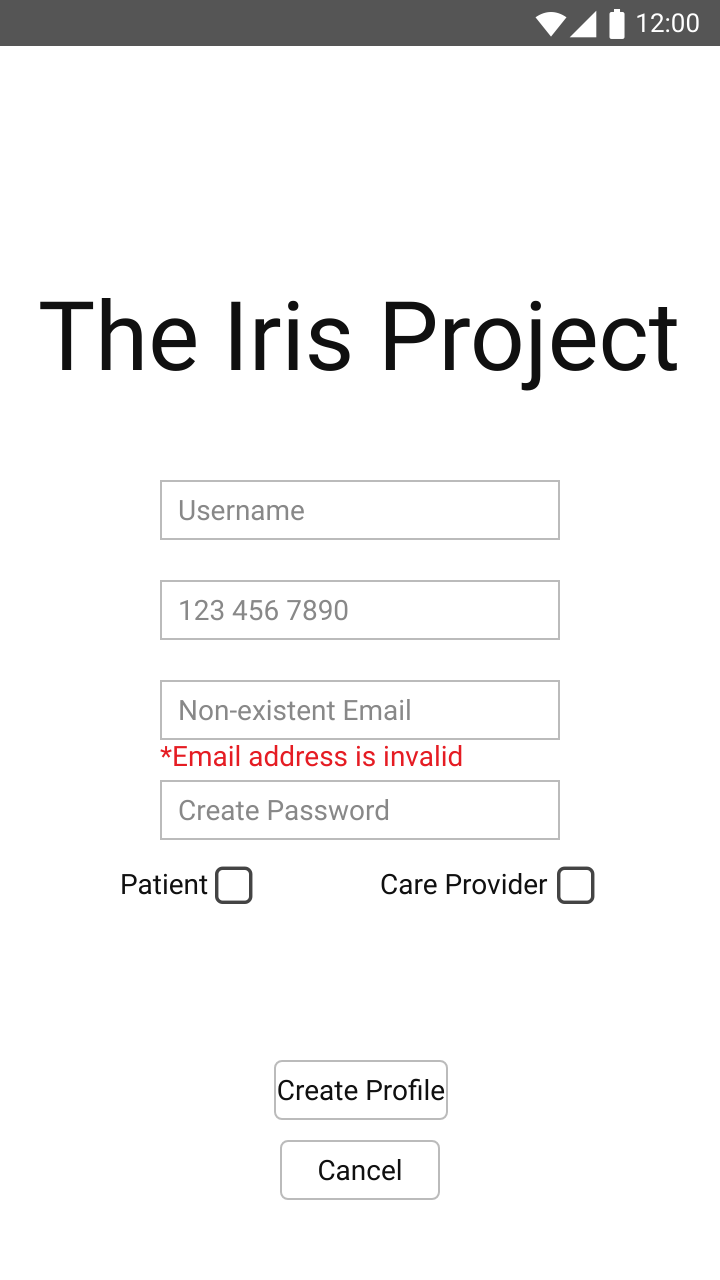 12:00
The Iris Project
Username
123 456 7890
Non-existent Email
*Email address is invalid
Create Password
Patient Care Provider
Create Profile
Cancel